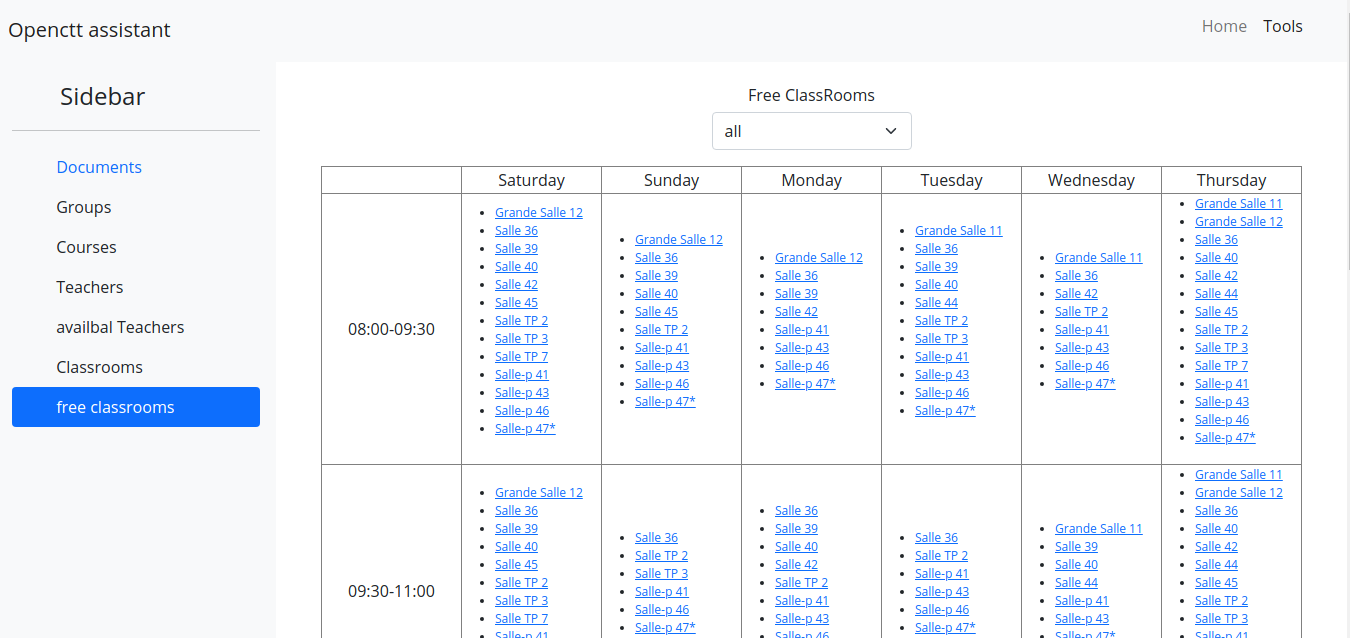 Openctt assistant
Home Tools
Sidebar
Documents
Groups
Courses
Teachers
availbal Teachers
Classrooms
free classrooms
Free ClassRooms
all
Saturday Sunday Monday Tuesday Wednesday Thursday
08:00-09:30
Grande Salle 12
Salle 36
Salle 39
Salle 40
Salle 42
Salle 45
Salle TP 2
Salle TP 3
Salle TP 7
Salle-p 41
Salle-p 43
Salle-p 46
Salle-p 47*
Grande Salle 12
Salle 36
Salle 39
Salle 40
Salle 45
Salle TP 2
Salle-p 41
Salle-p 43
Salle-p 46
Salle-p 47*
Grande Salle 12
Salle 36
Salle 39
Salle 42
Salle-p 41
Salle-p 43
Salle-p 46
Salle-p 47*
Grande Salle 11
Salle 36
Salle 39
Salle 40
Salle 44
Salle TP 2
Salle TP 3
Salle-p 41
Salle-p 43
Salle-p 46
Salle-p 47*
Grande Salle 11
Salle 36
Salle 42
Salle TP 2
Salle-p 41
Salle-p 43
Salle-p 46
Salle-p 47*
Grande Salle 11
Grande Salle 12
Salle 36
Salle 40
Salle 42
Salle 44
Salle 45
Salle TP 2
Salle TP 3
Salle TP 7
Salle-p 41
Salle-p 43
Salle-p 46
Salle-p 47*
09:30-11:00
Grande Salle 12
Salle 36
Salle 39
Salle 40
Salle 45
Salle TP 2
Salle TP 3
Salle TP 7
Salle-p 41
Salle 36
Salle TP 2
Salle TP 3
Salle-p 41
Salle-p 46
Salle-p 47*
Salle 36
Salle 39
Salle 40
Salle 42
Salle TP 2
Salle-p 41
Salle-p 43
Salle-p 46
Salle 36
Salle TP 2
Salle-p 41
Salle-p 43
Salle-p 46
Salle-p 47*
Grande Salle 11
Salle 39
Salle 40
Salle 44
Salle-p 41
Salle-p 43
Salle-p 47*
Grande Salle 11
Grande Salle 12
Salle 36
Salle 40
Salle 42
Salle 44
Salle 45
Salle TP 2
Salle TP 3
Salle-p 41